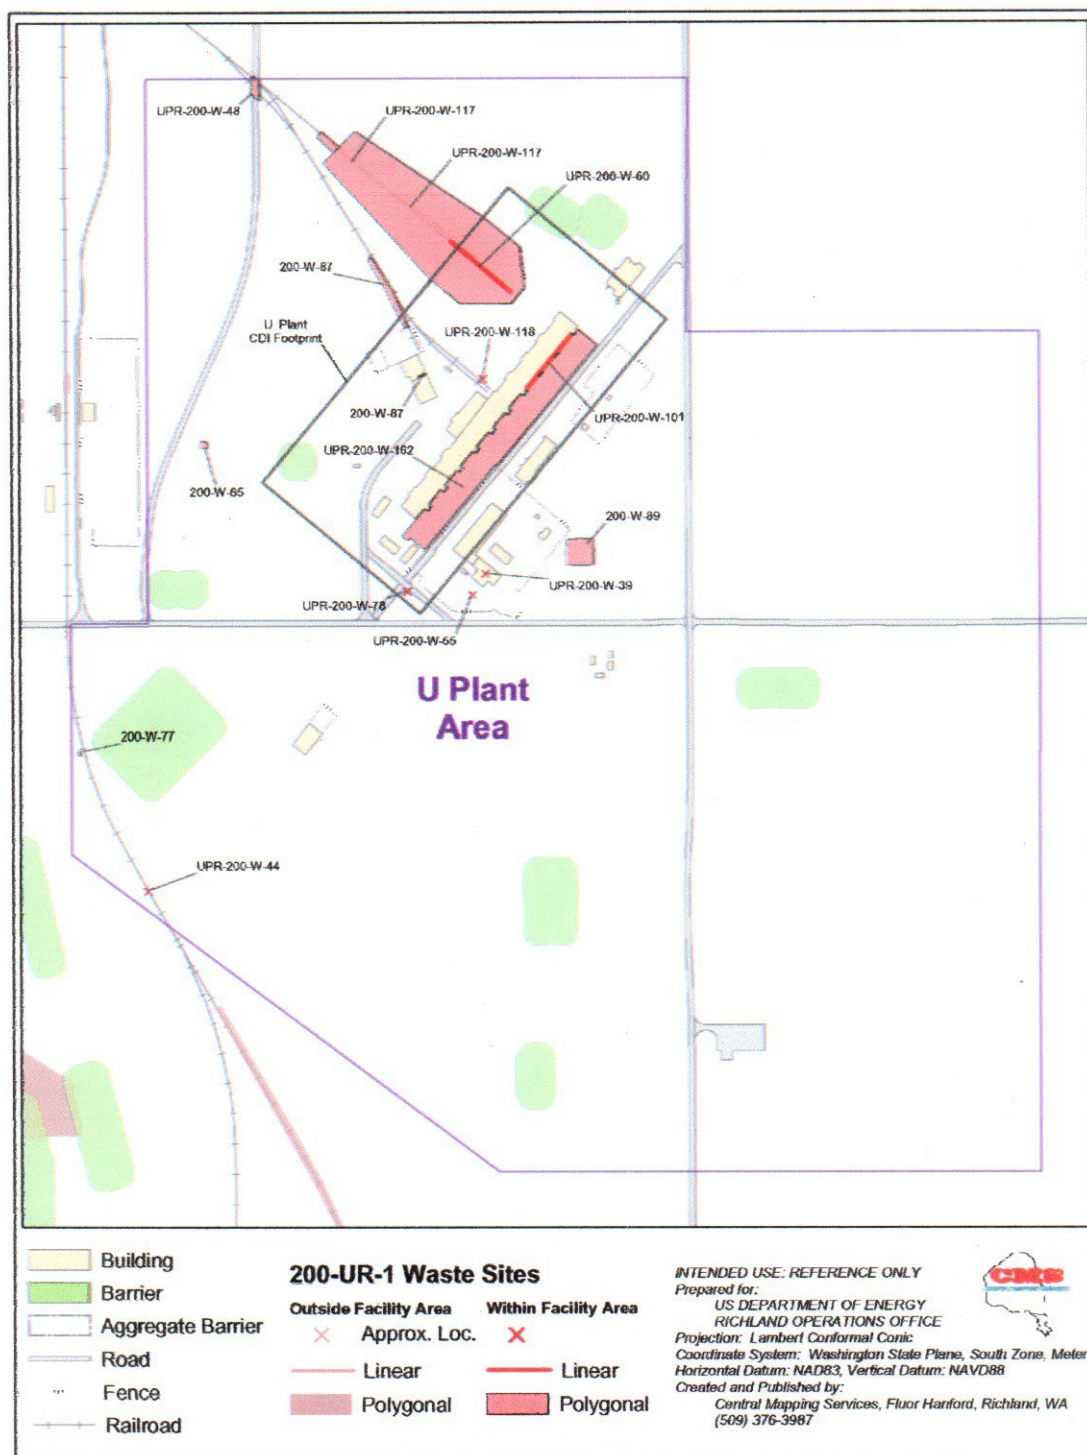 UPR-200-W-48
UPR-200-W-117
UPR-200-W-117
UPR-200-W-60
200-W-87
U Plant
CDI Footprint
UPR-200-W-118
200-W-87
UPR-200-W-101
UPR-200-W-162
200-W-65
200-W-89
UPR-200-W-39
UPR-200-W-78
UPR-200-W-55
U Plant
Area
200-W-77
UPR-200-W-44
Building
Barrier
Aggregate Barrier
Road
Fence
Railroad
200-UR-1 Waste Sites
Outside Facility Area Within Facility Area
Approx. Loc.
Linear Linear
Polygonal Polygonal
INTENDED USE: REFERENCE ONLY
Prepared for:
US DEPARTMENT OF ENERGY
RICHLAND OPERATIONS OFFICE
Projection: Lambert Conformal Conic
Coordinate System: Washington State Plane, South Zone, Meter
Horizontal Datum: NAD83, Vertical Datum: NAVD88
Created and Published by:
Central Mapping Services, Fluor Hanford, Richland, WA
(509) 376-3987
CMS